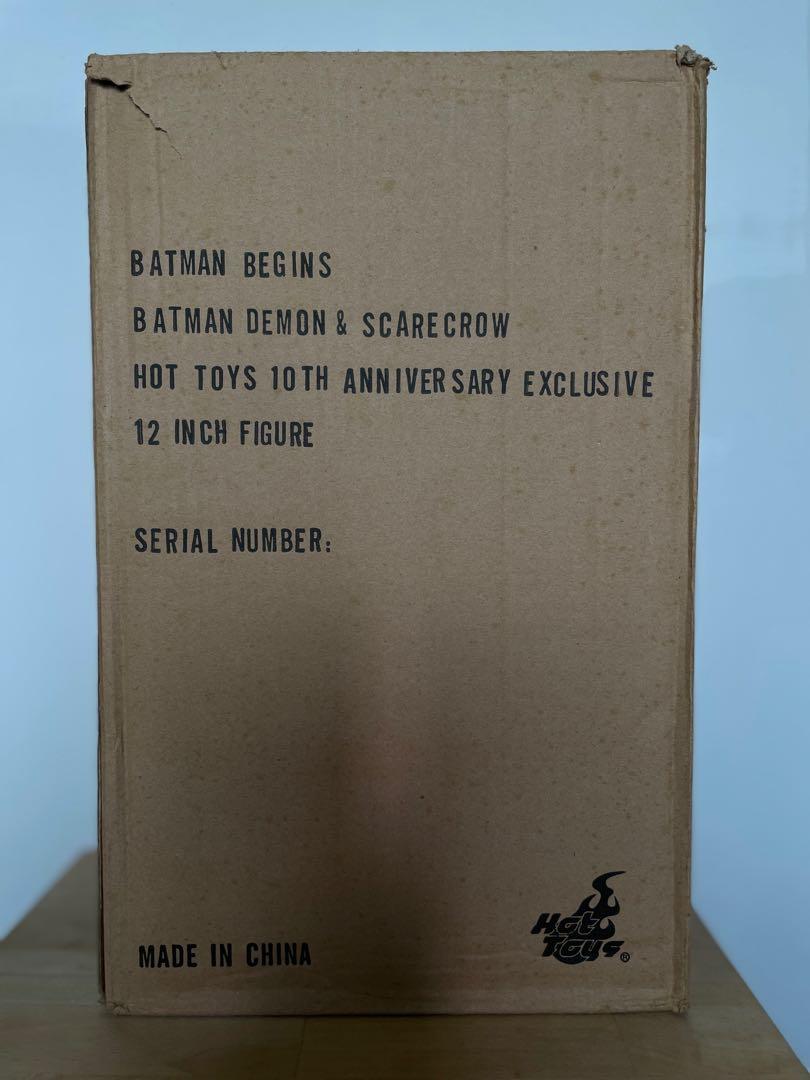 BATMAN BEGINS
BATMAN DEMON & SCARECROW
HOT TOYS 10TH ANNIVERSARY EXCLUSIVE
12 INCH FIGURE
SERIAL NUMBER:
MADE IN CHINA
Hot
Toys®